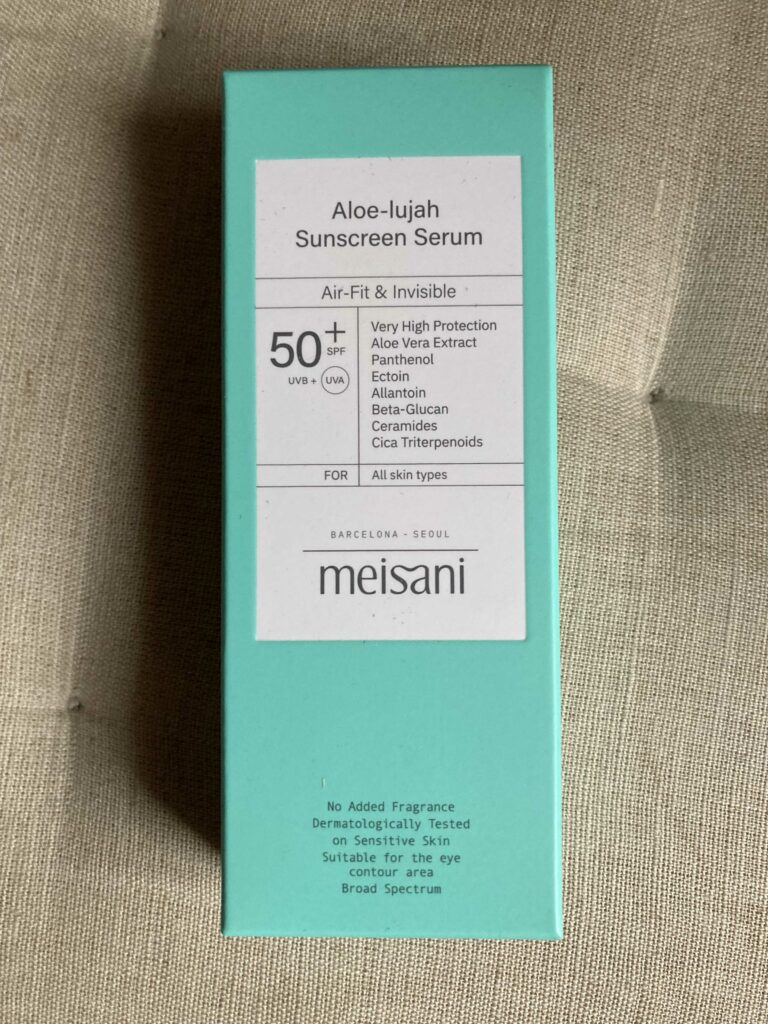 Aloe-lujah
Sunscreen Serum
Air-Fit & Invisible
50+
SPF
UVB + UVA
Very High Protection
Aloe Vera Extract
Panthenol
Ectoin
Allantoin
Beta-Glucan
Ceramides
Cica Triterpenoids
FOR
All skin types
BARCELONA - SEOUL
meisani
No Added Fragrance
Dermatologically Tested
on Sensitive Skin
Suitable for the eye
contour area
Broad Spectrum